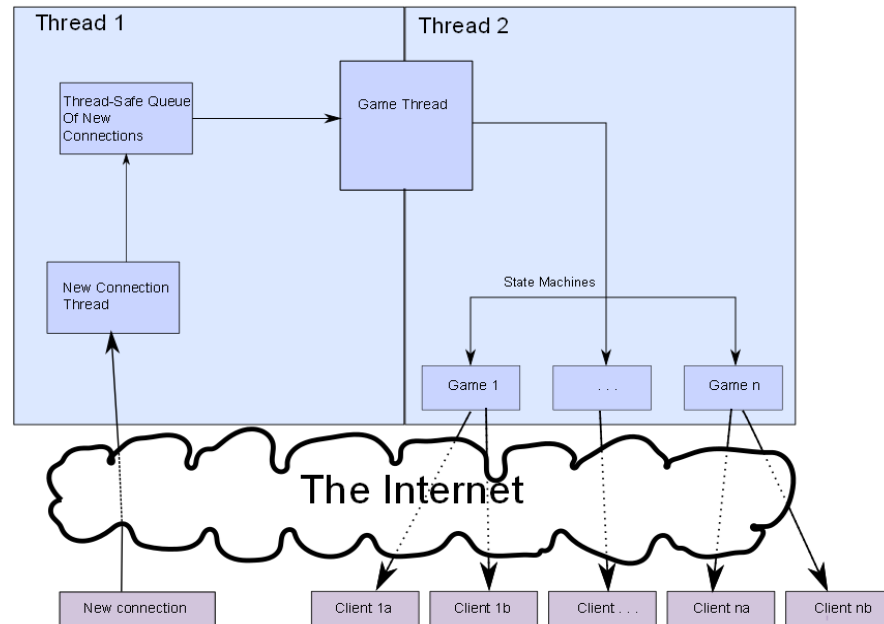 Thread 1
Thread 2
Thread-Safe Queue
Of New
Connections
Game Thread
New Connection
Thread
State Machines
Game 1
. . .
Game n
The Internet
New connection
Client 1a
Client 1b
Client . . .
Client na
Client nb